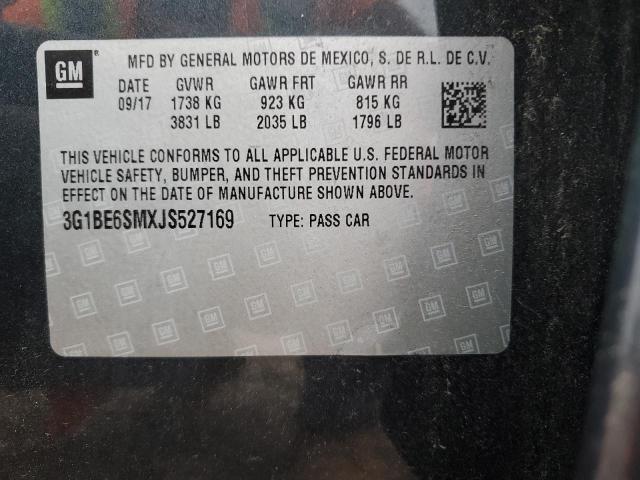 GM
MFD BY GENERAL MOTORS DE MEXICO, S. DE R.L. DE C.V.
DATE GVWR GAWR FRT GAWR RR
09/17 1738 KG 923 KG 815 KG
3831 LB 2035 LB 1796 LB
THIS VEHICLE CONFORMS TO ALL APPLICABLE U.S. FEDERAL MOTOR
VEHICLE SAFETY, BUMPER, AND THEFT PREVENTION STANDARDS IN
EFFECT ON THE DATE OF MANUFACTURE SHOWN ABOVE.
3G1BE6SMXJS527169 TYPE: PASS CAR